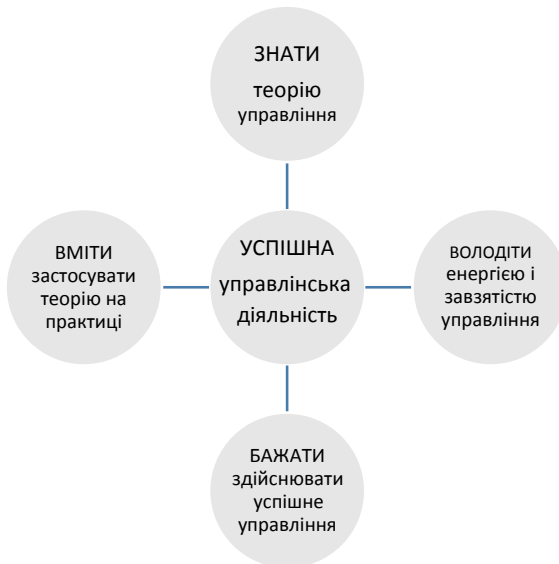 ЗНАТИ
теорію
управління
ВМІТИ
застосувати
теорію на
практиці
УСПІШНА
управлінська
діяльність
ВОЛОДІТИ
енергією і
завзятістю
управління
БАЖАТИ
здійснювати
успішне
управління